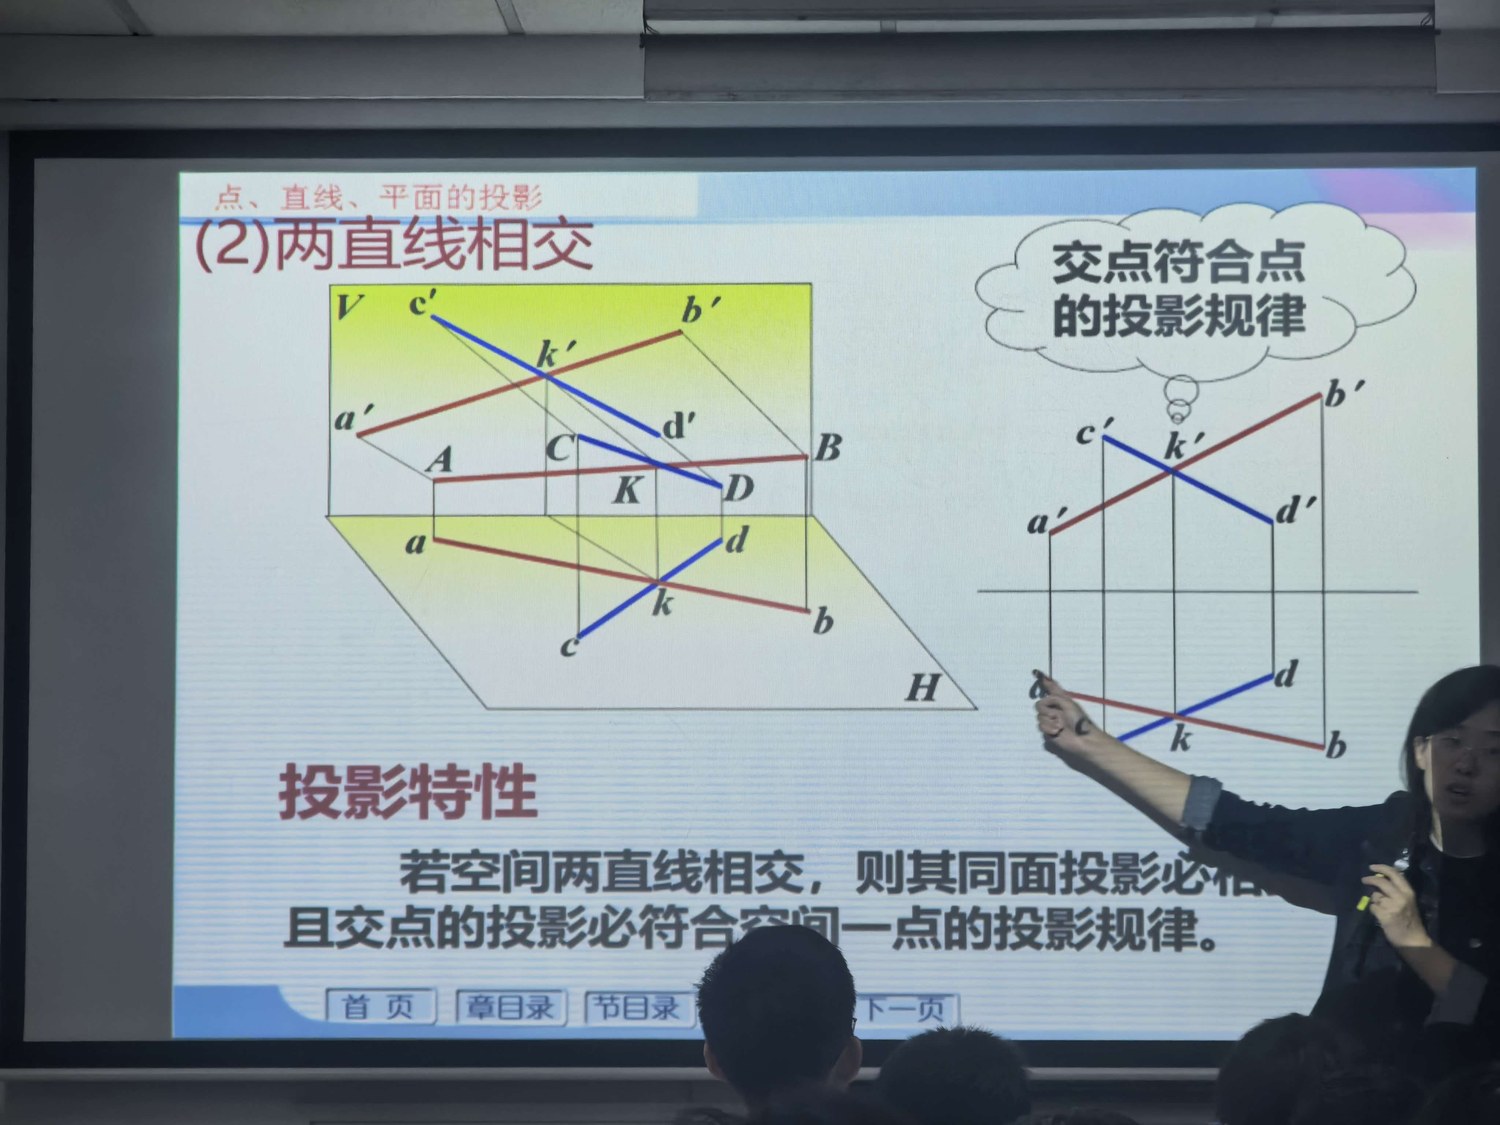 点、直线、平面的投影
(2)两直线相交
交点符合点
的投影规律
V c′ b′
k′
a′ d′
A C B
K D
a d
k
c b
H
b′
c′ k′
a′ d′
a d
c k b
投影特性
若空间两直线相交，则其同面投影必相
且交点的投影必符合空间一点的投影规律。
首 页 章目录 节目录 下一页